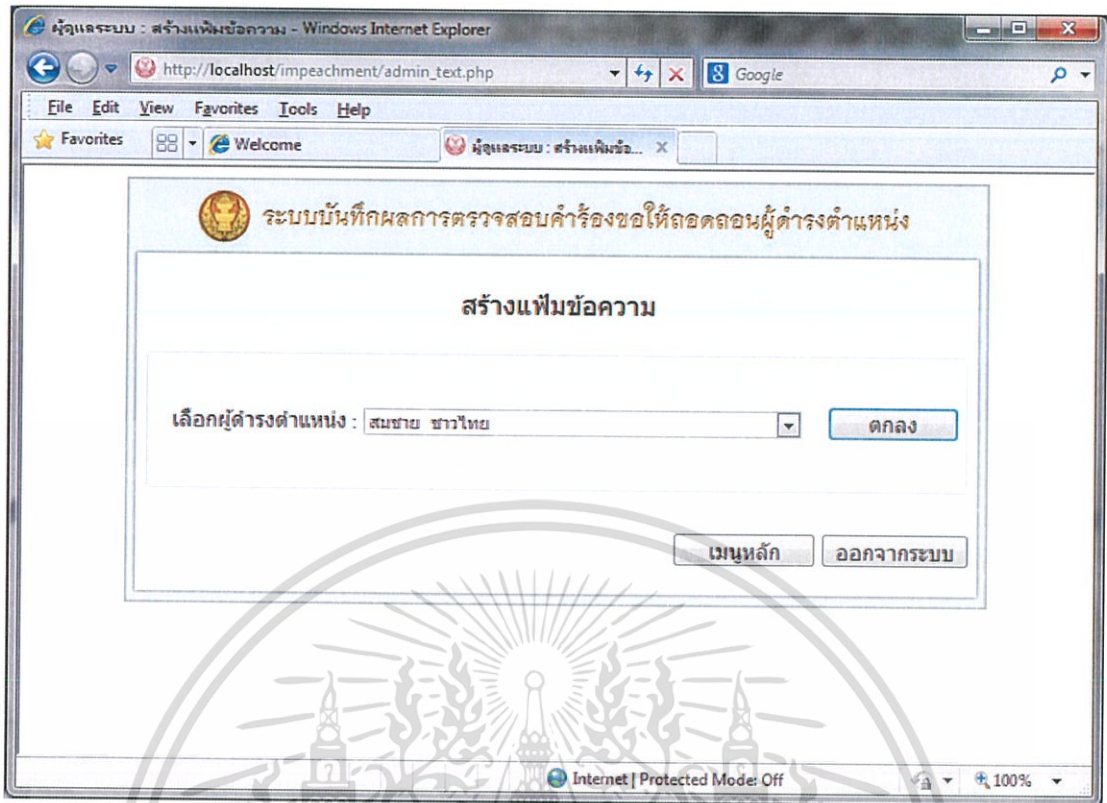 ผู้ดูแลระบบ : สร้างแฟ้มข้อความ - Windows Internet Explorer
http://localhost/impeachment/admin_text.php
Google
File Edit View Favorites Tools Help
Favorites
Welcome
ผู้ดูแลระบบ : สร้างแฟ้มข้อ...
ระบบบันทึกผลการตรวจสอบคำร้องขอให้ถอดถอนผู้ดำรงตำแหน่ง
สร้างแฟ้มข้อความ
เลือกผู้ดำรงตำแหน่ง : สมชาย ชาวไทย
ตกลง
เมนูหลัก
ออกจากระบบ
Internet | Protected Mode: Off
100%